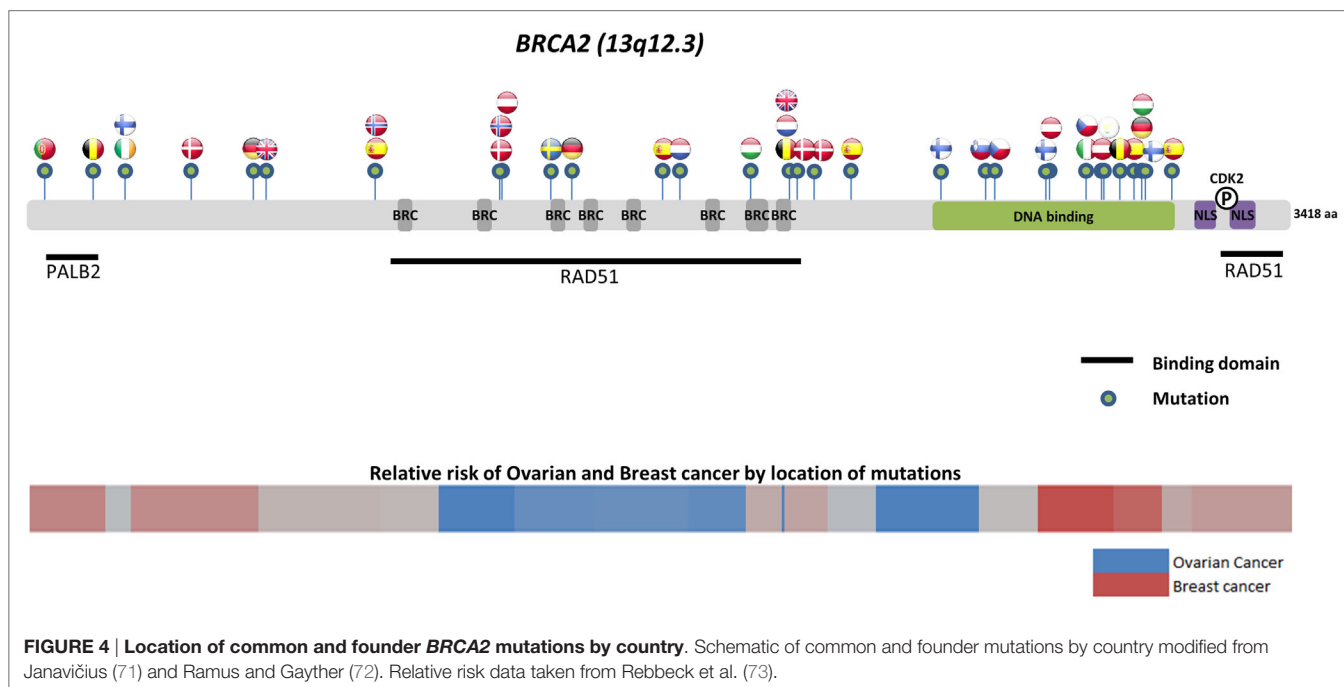 BRCA2 (13q12.3)
CDK2
P
BRC BRC BRC BRC BRC BRC BRC BRC DNA binding NLS NLS 3418 aa
PALB2 RAD51 RAD51
Binding domain
Mutation
Relative risk of Ovarian and Breast cancer by location of mutations
Ovarian Cancer
Breast cancer
FIGURE 4 | Location of common and founder BRCA2 mutations by country. Schematic of common and founder mutations by country modified from
Janavičius (71) and Ramus and Gayther (72). Relative risk data taken from Rebbeck et al. (73).